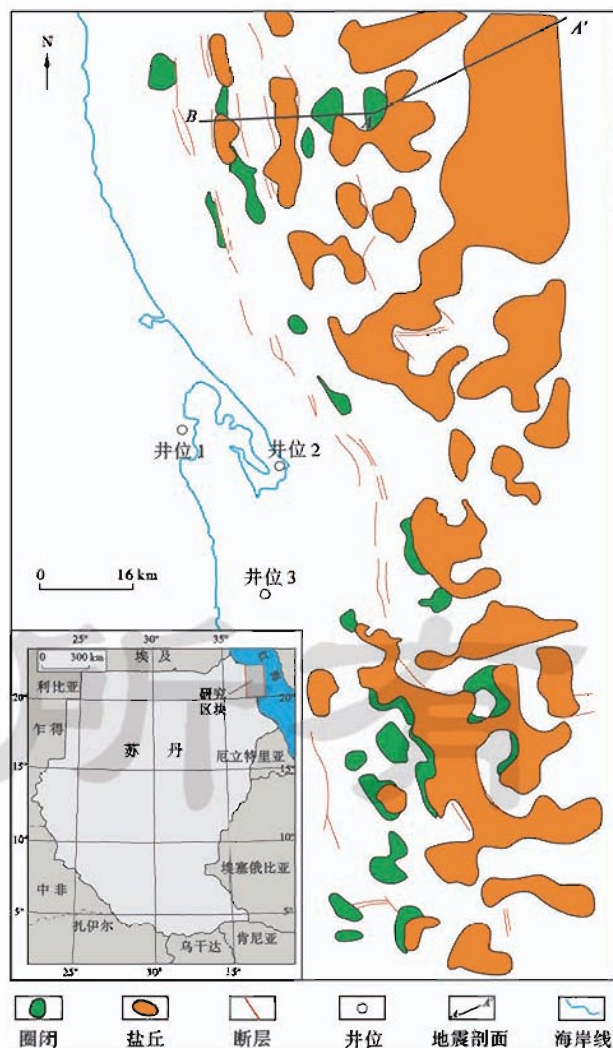 N
A'
B
A
井位 1
井位 2
井位 3
0 16 km
25° 30° 35°
0 300 km
埃 及
利比亚
20°
研究
区块
20°
乍得
苏 丹
厄立特里亚
15°
15°
10°
10°
埃塞俄比亚
中非
5°
5°
扎伊尔
乌干达
肯尼亚
25° 30° 15°
A A'
圈闭 盐丘 断层 井位 地震剖面 海岸线